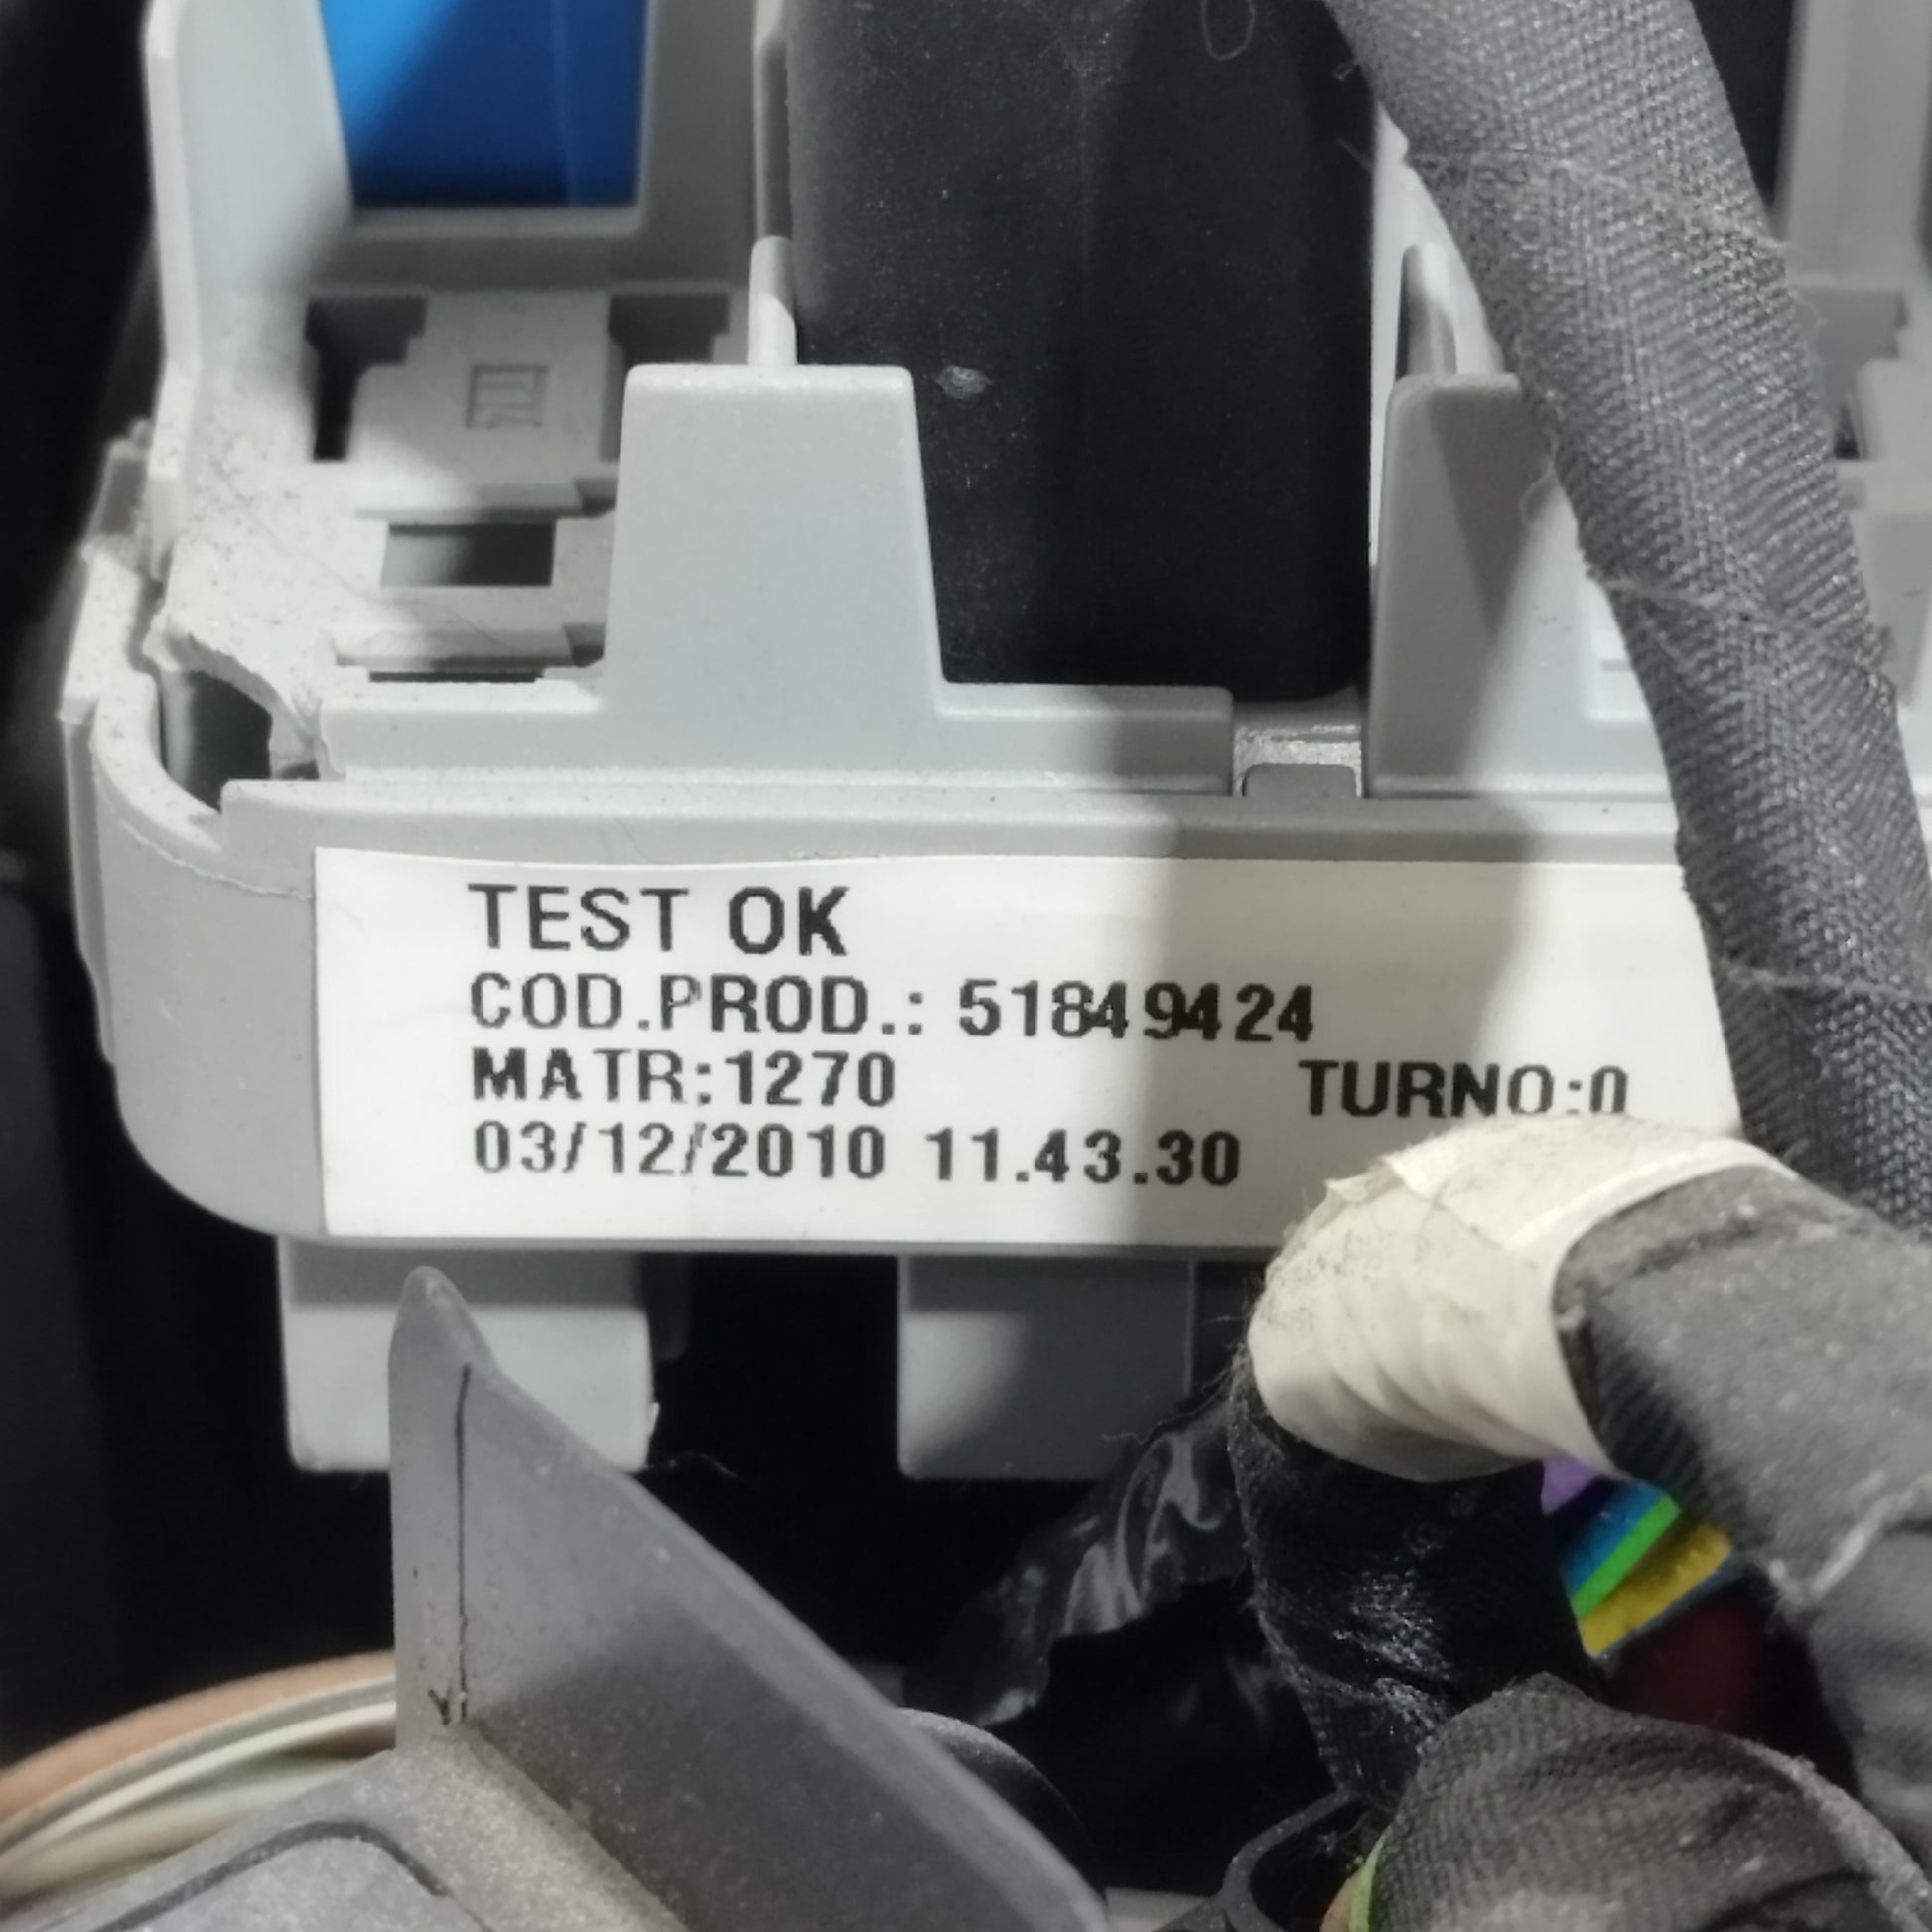 TEST OK
COD.PROD.: 51849424
MATR:1270 TURNO:0
03/12/2010 11.43.30